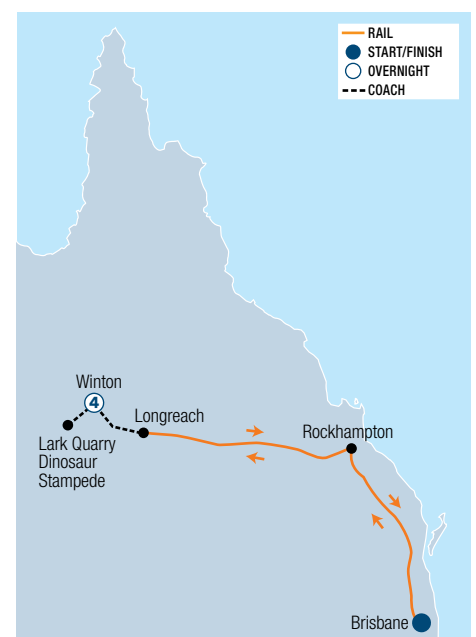 RAIL
START/FINISH
OVERNIGHT
COACH
Winton
4
Longreach
Lark Quarry
Dinosaur
Stampede
Rockhampton
Brisbane